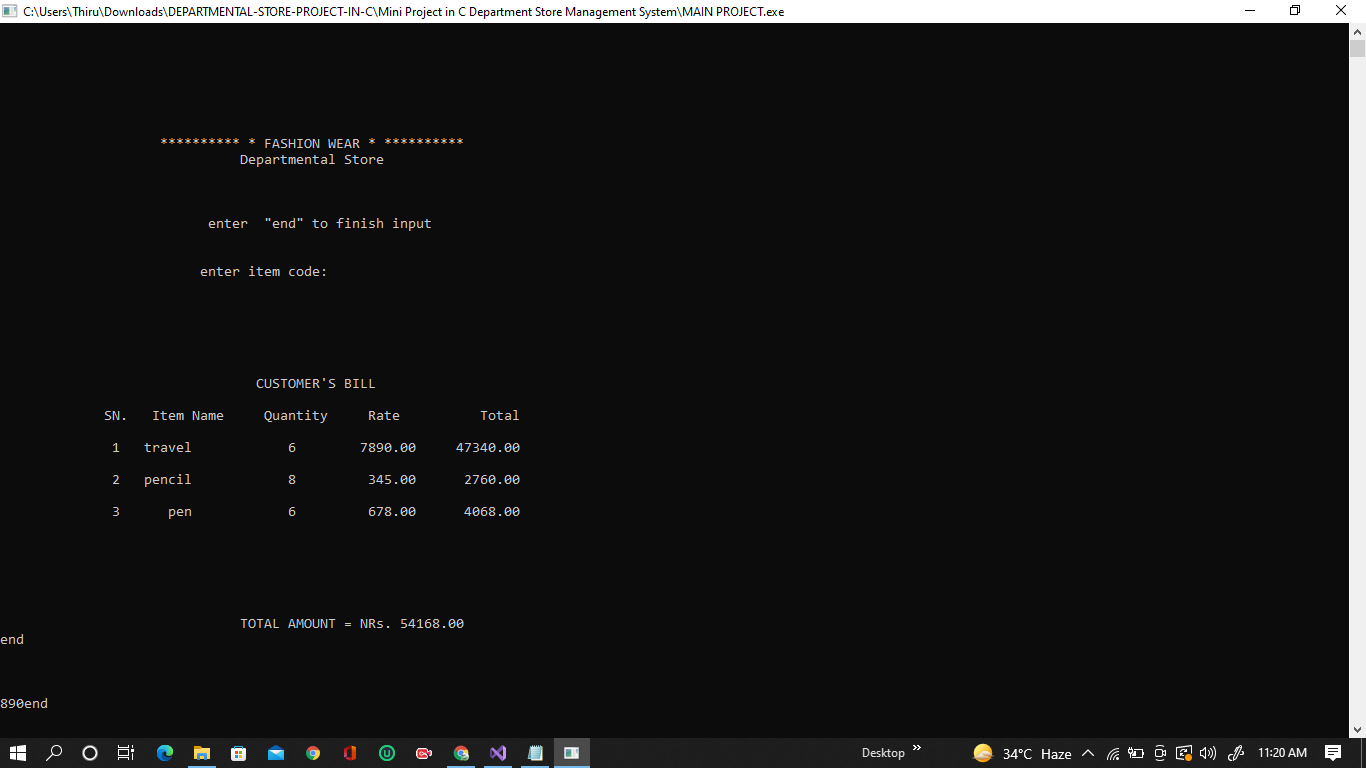 C:\Users\Thiru\Downloads\DEPARTMENTAL-STORE-PROJECT-IN-C\Mini Project in C Department Store Management System\MAIN PROJECT.exe
********** * FASHION WEAR * **********
Departmental Store
enter  "end" to finish input
enter item code:
CUSTOMER'S BILL
SN. Item Name Quantity Rate Total
1 travel 6 7890.00 47340.00
2 pencil 8 345.00 2760.00
3 pen 6 678.00 4068.00
TOTAL AMOUNT = NRs. 54168.00
end
890end
Desktop » 34°C Haze 11:20 AM